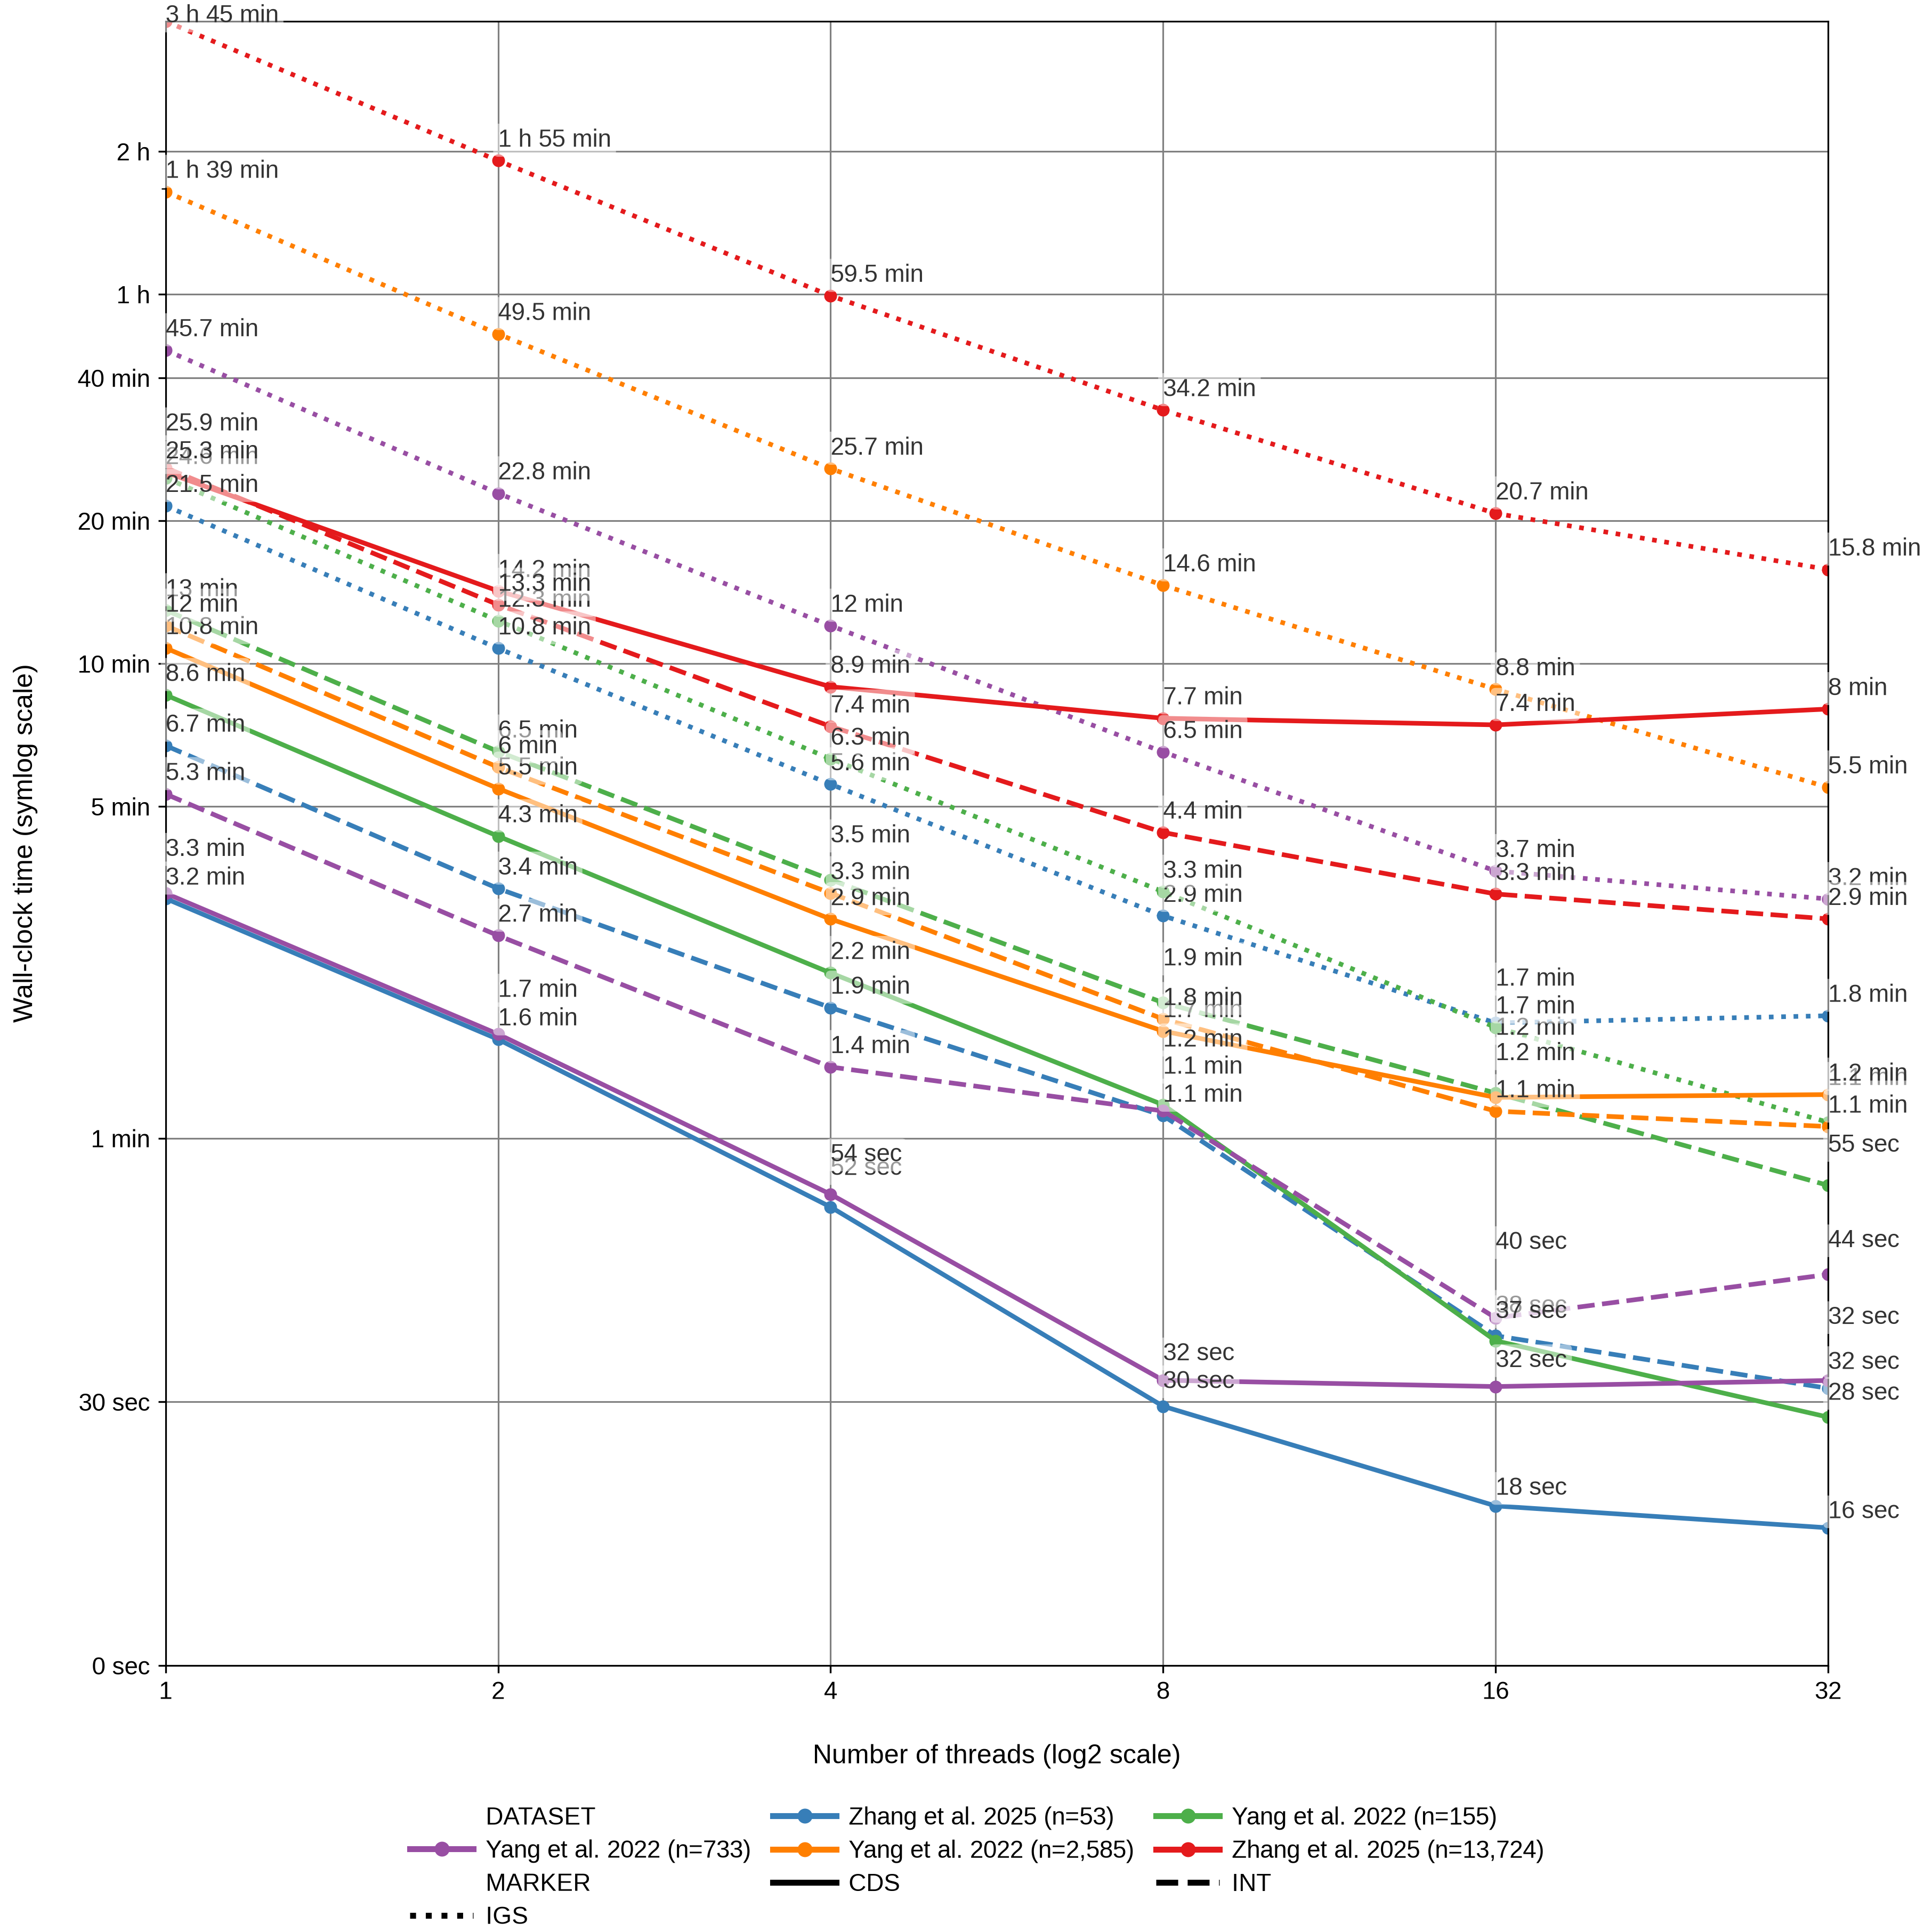 3 h 45 min
1 h 55 min
2 h
1 h 39 min
59.5 min
1 h
49.5 min
45.7 min
34.2 min
40 min
25.9 min
25.7 min
25.3 min
22.8 min
21.5 min
20.7 min
20 min
15.8 min
14.2 min
14.6 min
13.3 min
12.3 min
13 min
12 min
12 min
10.8 min
10.8 min
10 min
8.9 min
8.8 min
8.6 min
8 min
7.4 min
7.7 min
7.4 min
6.7 min
6.5 min
6.5 min
6 min
6.3 min
5.5 min
5.6 min
5.5 min
5.3 min
5 min
4.3 min
4.4 min
3.5 min
3.3 min
3.7 min
3.4 min
3.3 min
3.3 min
3.3 min
3.2 min
3.2 min
2.9 min
2.9 min
2.9 min
2.7 min
2.2 min
1.9 min
1.9 min
1.7 min
1.7 min
1.8 min
1.8 min
1.7 min
1.7 min
1.6 min
1.2 min
1.2 min
1.4 min
1.2 min
1.1 min
1.2 min
1.1 min
1.1 min
1.1 min
1 min
54 sec
52 sec
55 sec
40 sec
44 sec
38 sec
37 sec
32 sec
32 sec
32 sec
32 sec
30 sec
28 sec
30 sec
18 sec
16 sec
0 sec
Wall-clock time (symlog scale)
1 2 4 8 16 32
Number of threads (log2 scale)
DATASET Zhang et al. 2025 (n=53) Yang et al. 2022 (n=155)
Yang et al. 2022 (n=733) Yang et al. 2022 (n=2,585) Zhang et al. 2025 (n=13,724)
MARKER CDS INT
IGS